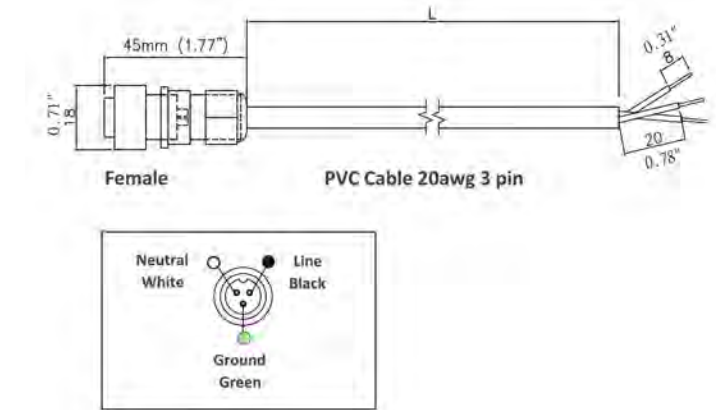 L
45mm (1.77")
0.31"
8
0.71"
18
20
0.78"
Female
PVC Cable 20awg 3 pin
Neutral
White
Line
Black
Ground
Green